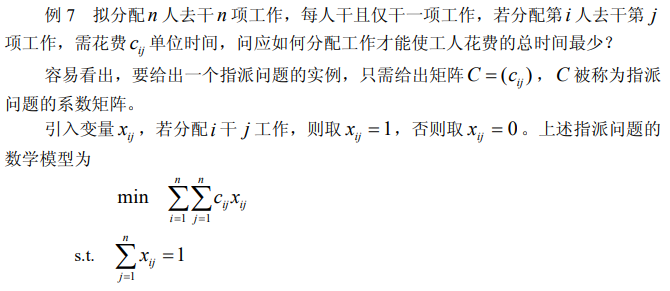 例 7 拟分配 n 人去干 n 项工作，每人干且仅干一项工作，若分配第 i 人去干第 j
项工作，需花费 c_{ij} 单位时间，问应如何分配工作才能使工人花费的总时间最少？
容易看出，要给出一个指派问题的实例，只需给出矩阵 C = (c_{ij})，C 被称为指派
问题的系数矩阵。
引入变量 x_{ij}，若分配 i 干 j 工作，则取 x_{ij} = 1，否则取 x_{ij} = 0。上述指派问题的
数学模型为
min \sum_{i=1}^{n} \sum_{j=1}^{n} c_{ij} x_{ij}
s.t. \sum_{j=1}^{n} x_{ij} = 1